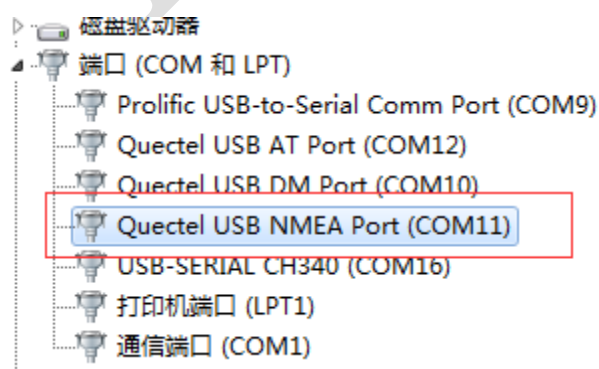 磁盘驱动器
端口 (COM 和 LPT)
Prolific USB-to-Serial Comm Port (COM9)
Quectel USB AT Port (COM12)
Quectel USB DM Port (COM10)
Quectel USB NMEA Port (COM11)
USB-SERIAL CH340 (COM16)
打印机端口 (LPT1)
通信端口 (COM1)